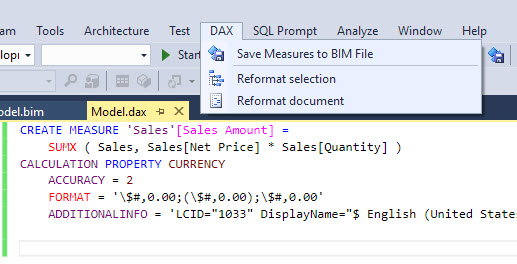 am Tools Architecture Test DAX SQL Prompt Analyze Window Help
Start
Save Measures to BIM File
Reformat selection
Reformat document
odel.bim Model.dax
CREATE MEASURE 'Sales'[Sales Amount] =
SUMX ( Sales, Sales[Net Price] * Sales[Quantity] )
CALCULATION PROPERTY CURRENCY
ACCURACY = 2
FORMAT = '\$#,0.00;(\$#,0.00);\$#,0.00'
ADDITIONALINFO = 'LCID="1033" DisplayName="$ English (United State